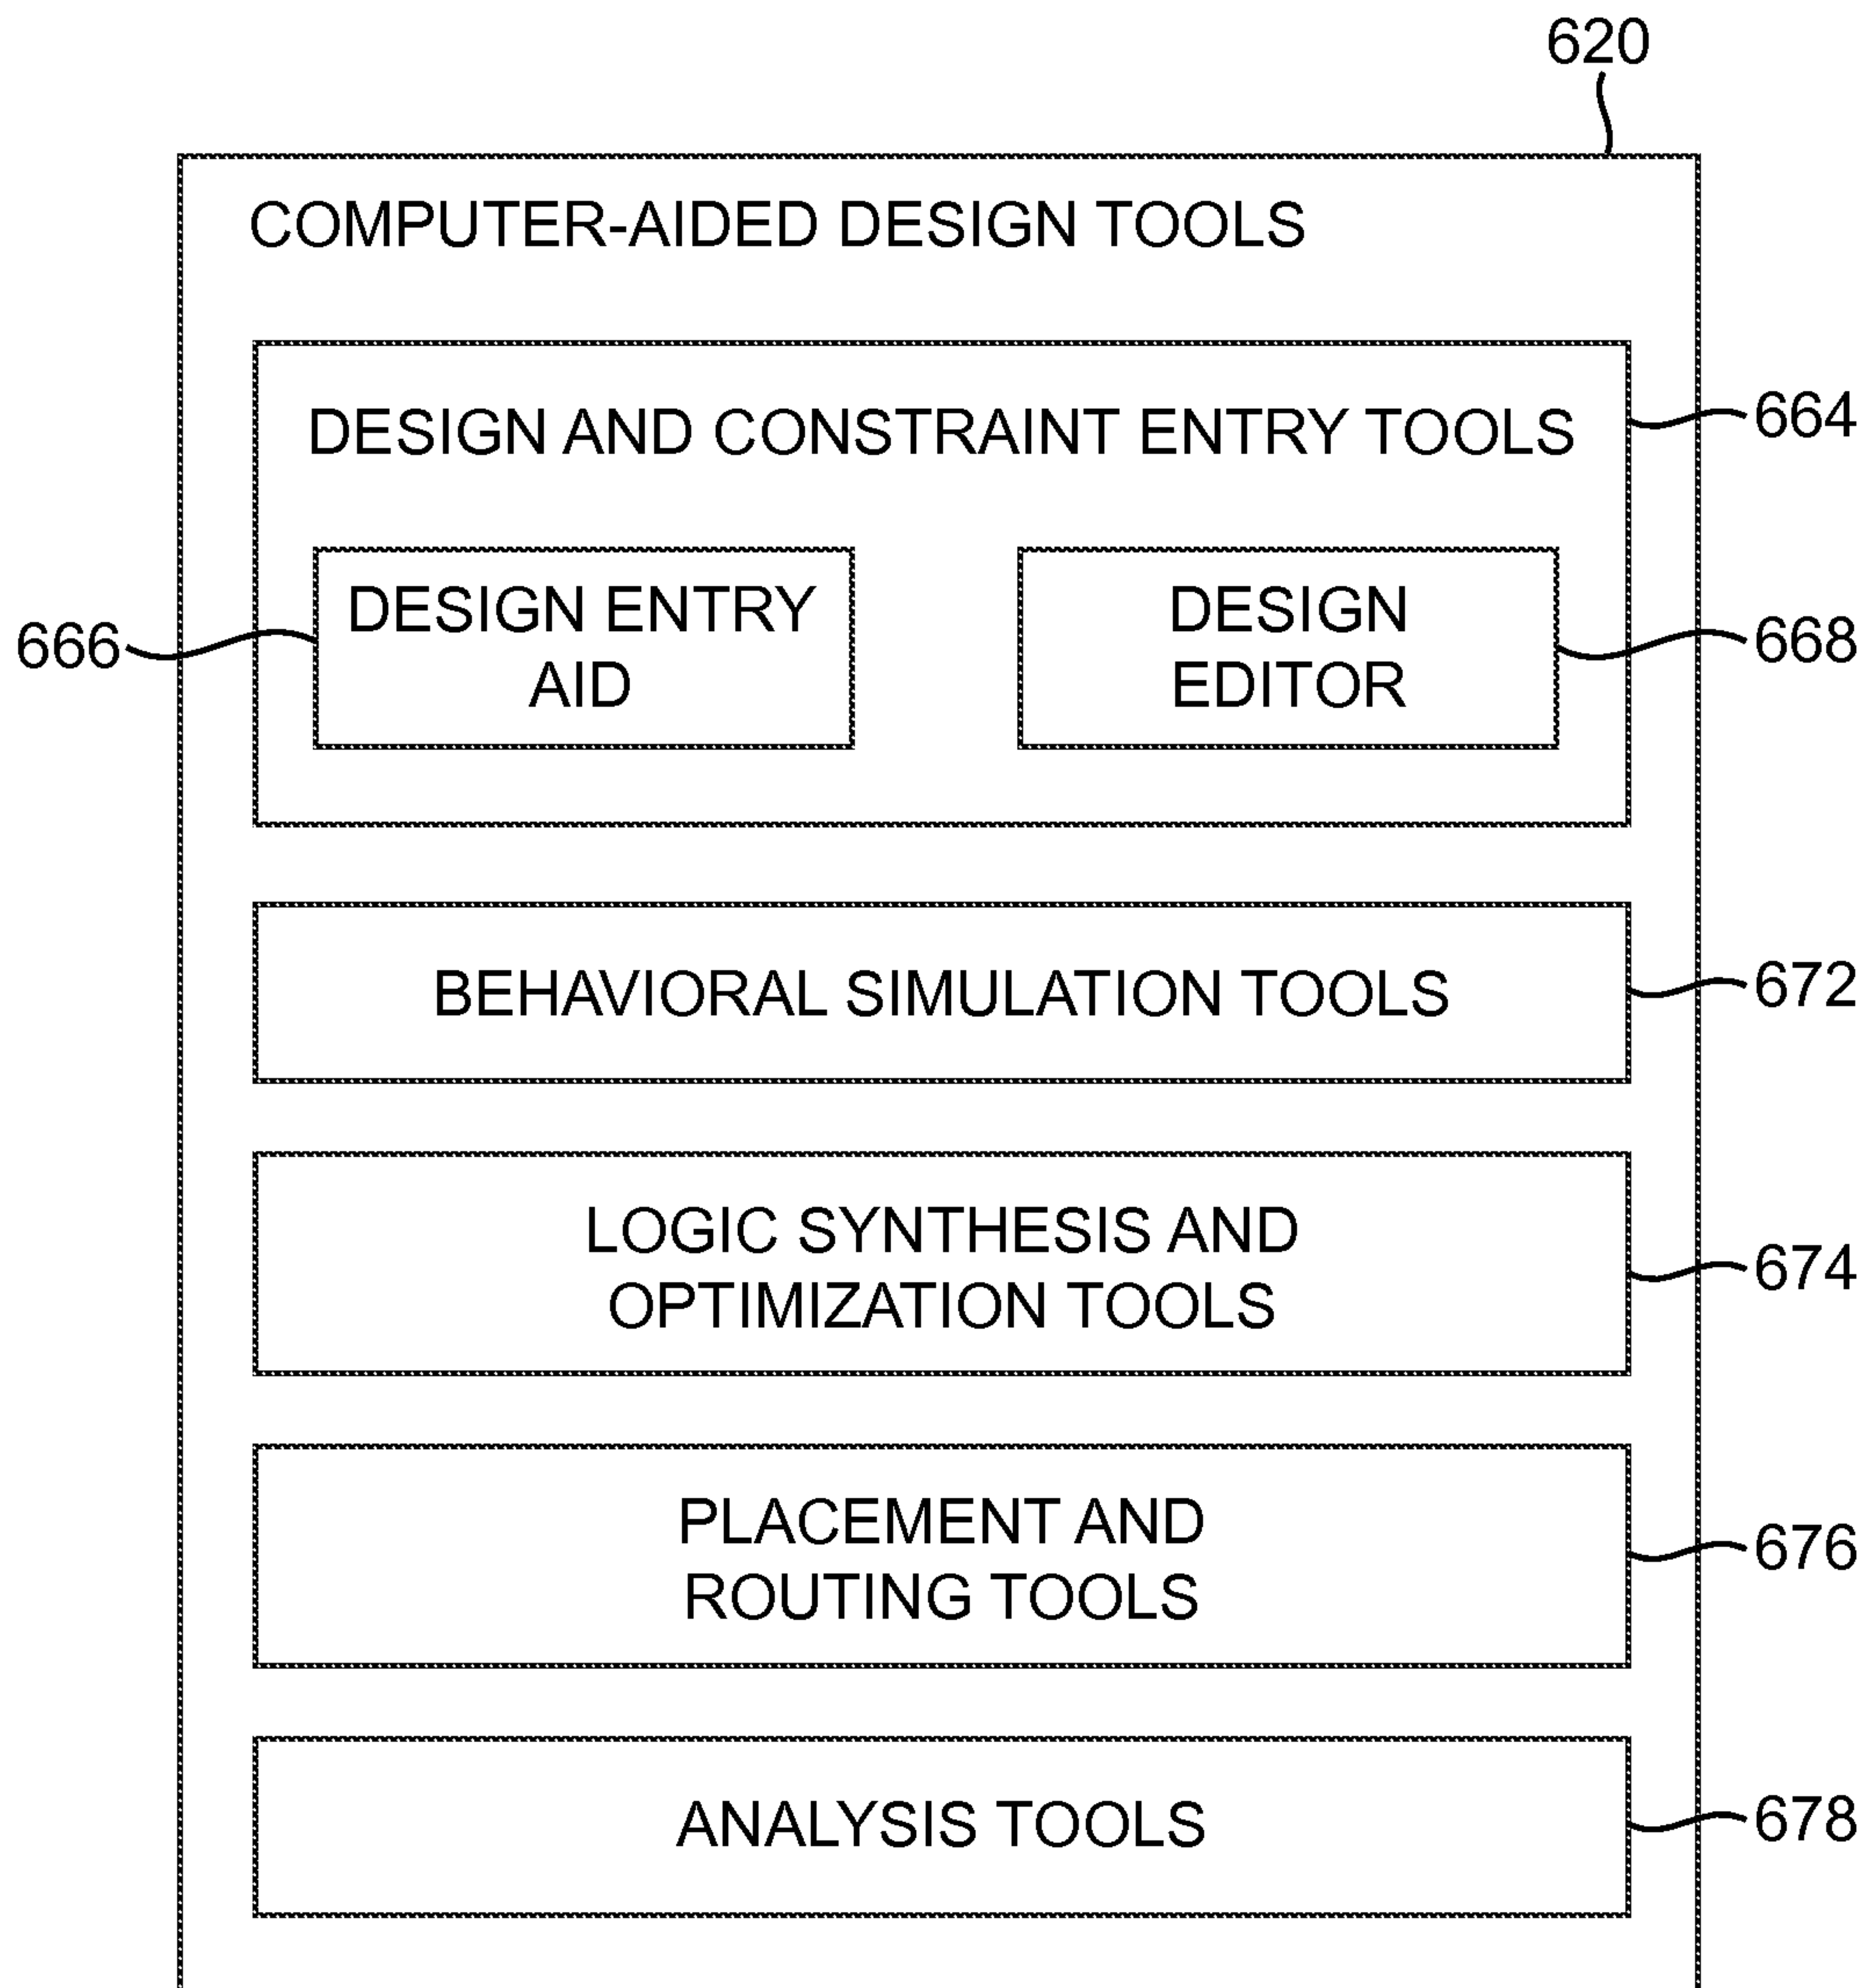 620
COMPUTER-AIDED DESIGN TOOLS
DESIGN AND CONSTRAINT ENTRY TOOLS
664
DESIGN ENTRY
AID
666
DESIGN
EDITOR
668
BEHAVIORAL SIMULATION TOOLS
672
LOGIC SYNTHESIS AND
OPTIMIZATION TOOLS
674
PLACEMENT AND
ROUTING TOOLS
676
ANALYSIS TOOLS
678